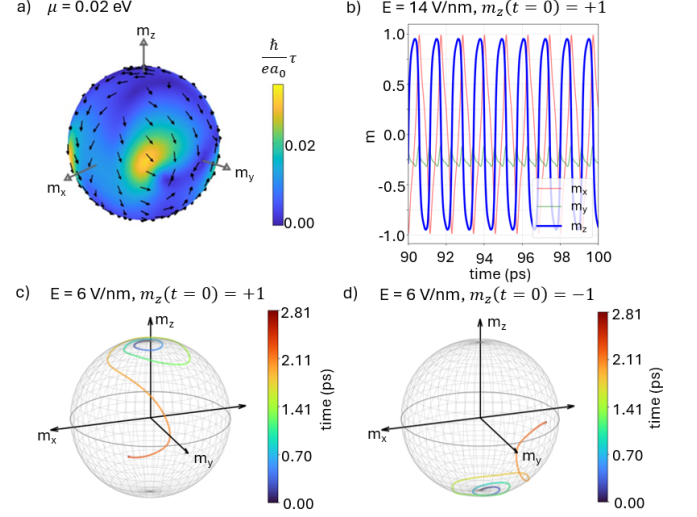 a) μ = 0.02 eV
m_z
m_x
m_y
ℏ/ea_0 τ
0.02
0.00
b) E = 14 V/nm, m_z(t = 0) = +1
m
1.0
0.5
0.0
-0.5
-1.0
m_x
m_y
m_z
90 92 94 96 98 100
time (ps)
c) E = 6 V/nm, m_z(t = 0) = +1
m_z
m_x
m_y
2.81
2.11
1.41
0.70
0.00
time (ps)
d) E = 6 V/nm, m_z(t = 0) = −1
m_z
m_x
m_y
2.81
2.11
1.41
0.70
0.00
time (ps)